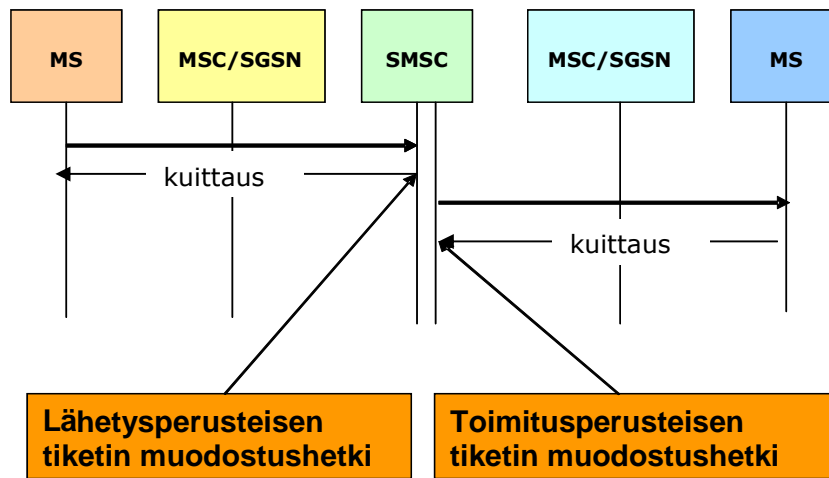 MS
MSC/SGSN
SMSC
MSC/SGSN
MS
kuittaus
kuittaus
Lähetysperusteisen
tiketin muodostushetki
Toimitusperusteisen
tiketin muodostushetki